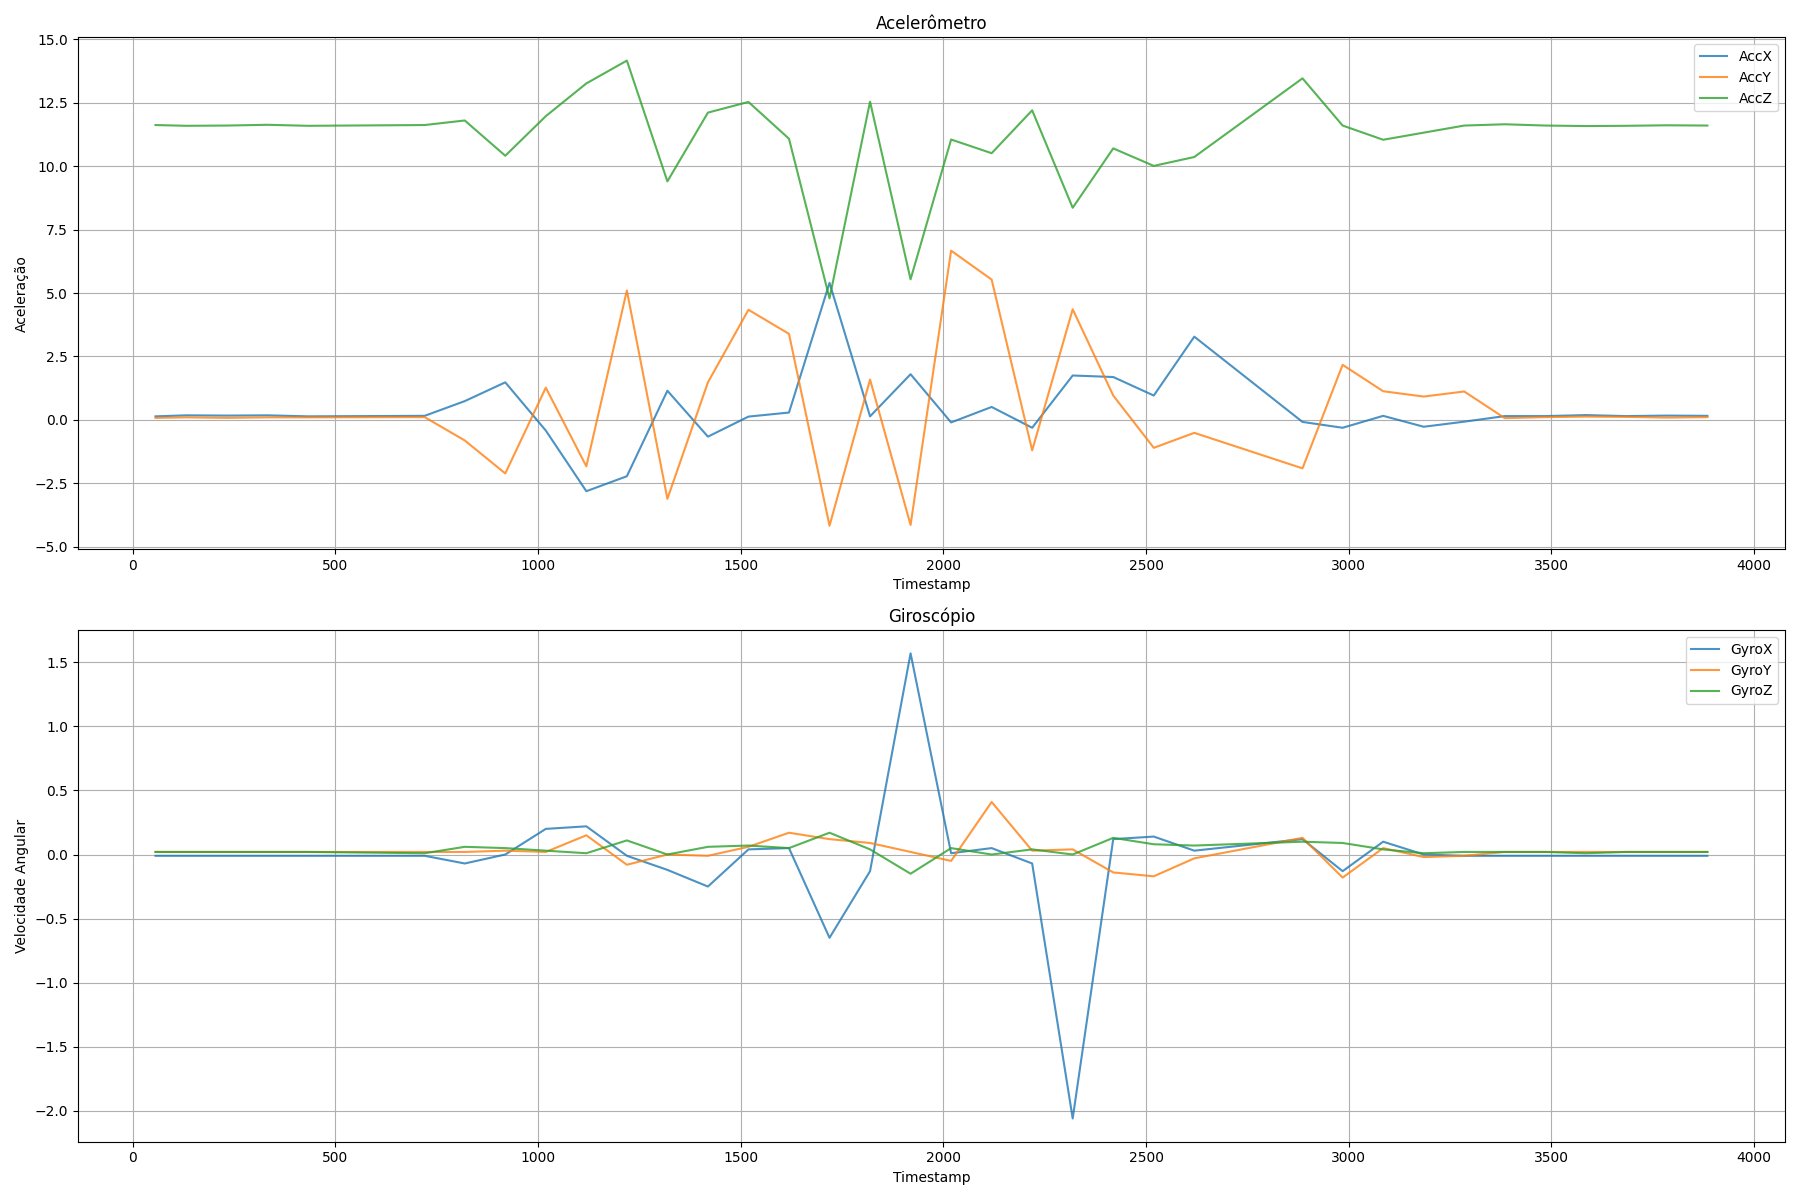 Acelerômetro
15.0
12.5
10.0
7.5
5.0
2.5
0.0
−2.5
−5.0
Aceleração
AccX
AccY
AccZ
0 500 1000 1500 2000 2500 3000 3500 4000
Timestamp
Giroscópio
1.5
1.0
0.5
0.0
−0.5
−1.0
−1.5
−2.0
Velocidade Angular
GyroX
GyroY
GyroZ
0 500 1000 1500 2000 2500 3000 3500 4000
Timestamp